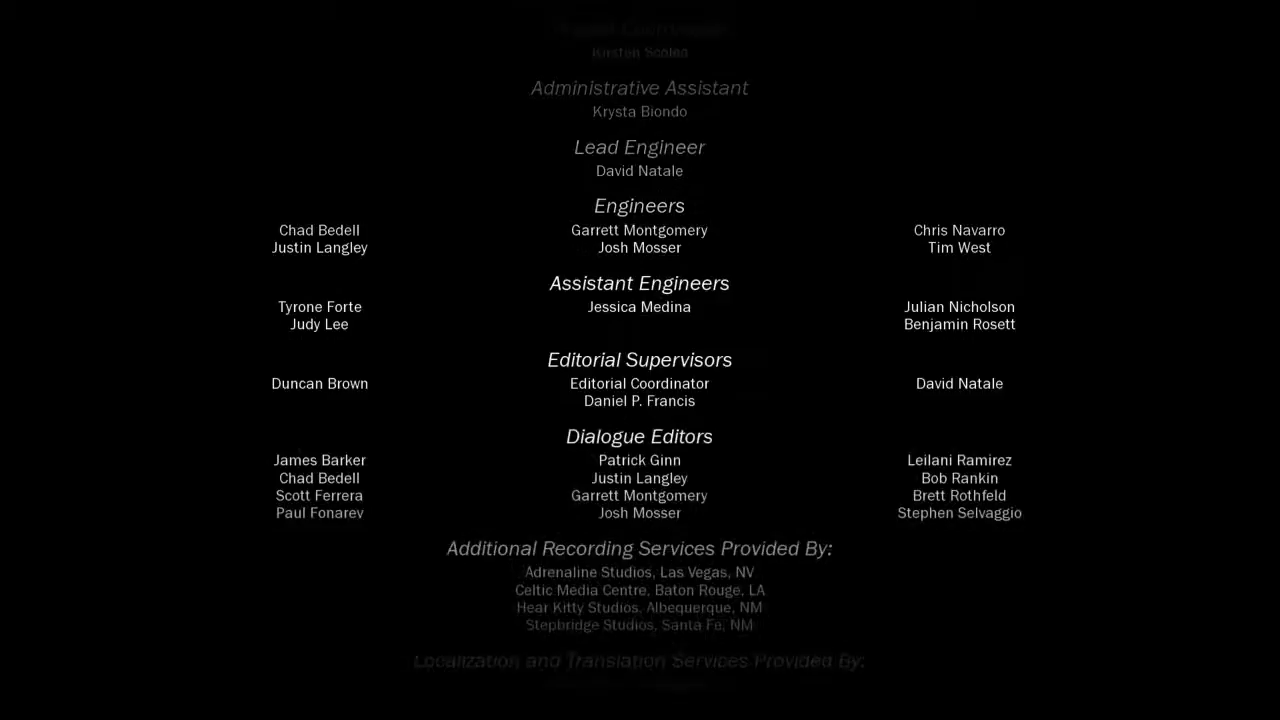 Kirsten Scalea
Administrative Assistant
Krysta Biondo
Lead Engineer
David Natale
Engineers
Chad Bedell Garrett Montgomery Chris Navarro
Justin Langley Josh Mosser Tim West
Assistant Engineers
Tyrone Forte Jessica Medina Julian Nicholson
Judy Lee Benjamin Rosett
Editorial Supervisors
Duncan Brown Editorial Coordinator David Natale
Daniel P. Francis
Dialogue Editors
James Barker Patrick Ginn Leilani Ramirez
Chad Bedell Justin Langley Bob Rankin
Scott Ferrera Garrett Montgomery Brett Rothfeld
Paul Fonarev Josh Mosser Stephen Selvaggio
Additional Recording Services Provided By:
Adrenaline Studios, Las Vegas, NV
Celtic Media Centre, Baton Rouge, LA
Hear Kitty Studios, Albequerque, NM
Stepbridge Studios, Santa Fe, NM
Localization and Translation Services Provided By: